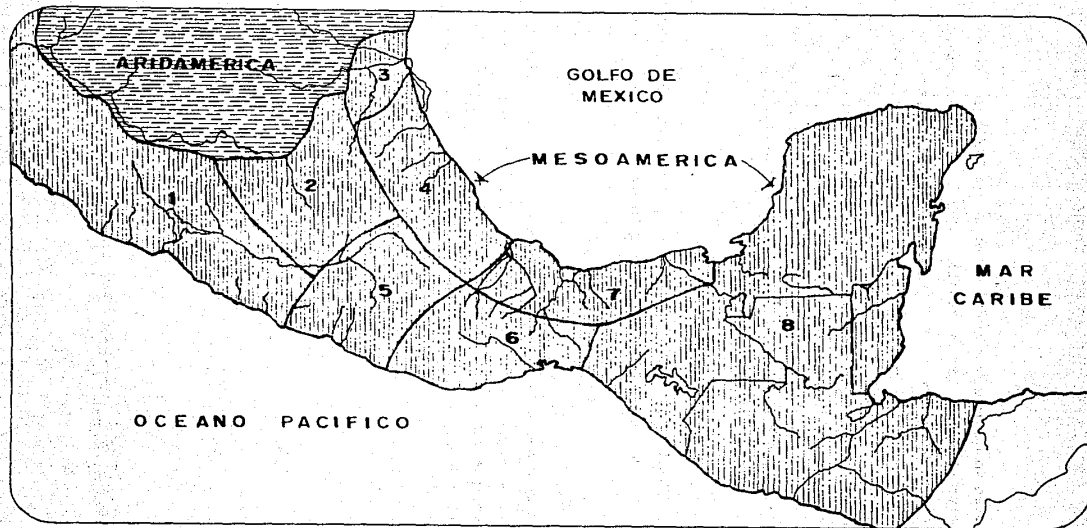 ARIDAMERICA
3
GOLFO DE
MEXICO
MESOAMERICA
2
4
1
MAR
CARIBE
5
7
6
8
OCEANO PACIFICO